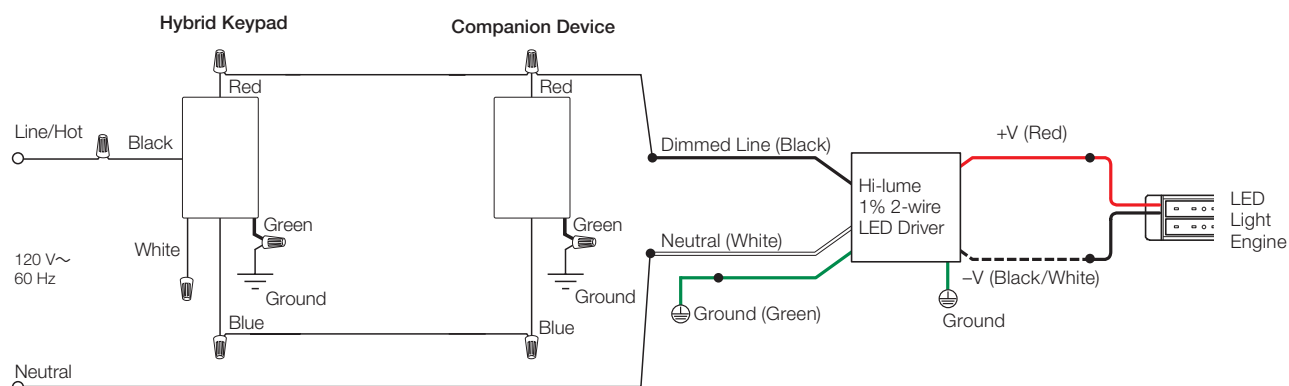 Hybrid Keypad
Companion Device
Red
Red
Line/Hot
Black
+V (Red)
Dimmed Line (Black)
Hi-lume
1% 2-wire
LED Driver
LED
Light
Engine
Green
Green
White
Neutral (White)
120 V~
60 Hz
–V (Black/White)
Ground
Ground
Ground (Green)
Ground
Blue
Blue
Neutral